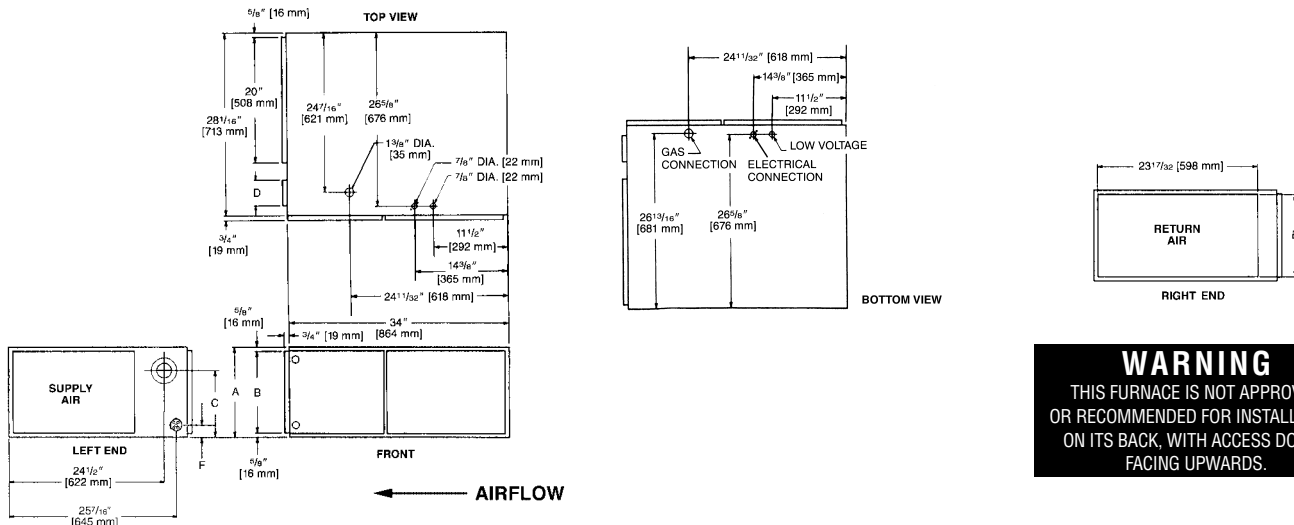 TOP VIEW
5/8" [16 mm]
20"
[508 mm]
28 1/16"
[713 mm]
24 7/16"
[621 mm]
26 5/8"
[676 mm]
1 3/8" DIA.
[35 mm]
7/8" DIA. [22 mm]
7/8" DIA. [22 mm]
D
3/4"
[19 mm]
11 1/2"
[292 mm]
14 3/8"
[365 mm]
24 11/32" [618 mm]
34"
[864 mm]
5/8"
[16 mm]
3/4" [19 mm]
A
B
5/8"
[16 mm]
FRONT
SUPPLY
AIR
C
LEFT END
24 1/2"
[622 mm]
25 7/16"
[645 mm]
AIRFLOW
24 11/32" [618 mm]
14 3/8" [365 mm]
11 1/2"
[292 mm]
GAS
CONNECTION
ELECTRICAL
CONNECTION
LOW VOLTAGE
26 13/16"
[681 mm]
26 5/8"
[676 mm]
BOTTOM VIEW
23 17/32 [598 mm]
RETURN
AIR
RIGHT END
WARNING
THIS FURNACE IS NOT APPROV
OR RECOMMENDED FOR INSTALL
ON ITS BACK, WITH ACCESS DO
FACING UPWARDS.